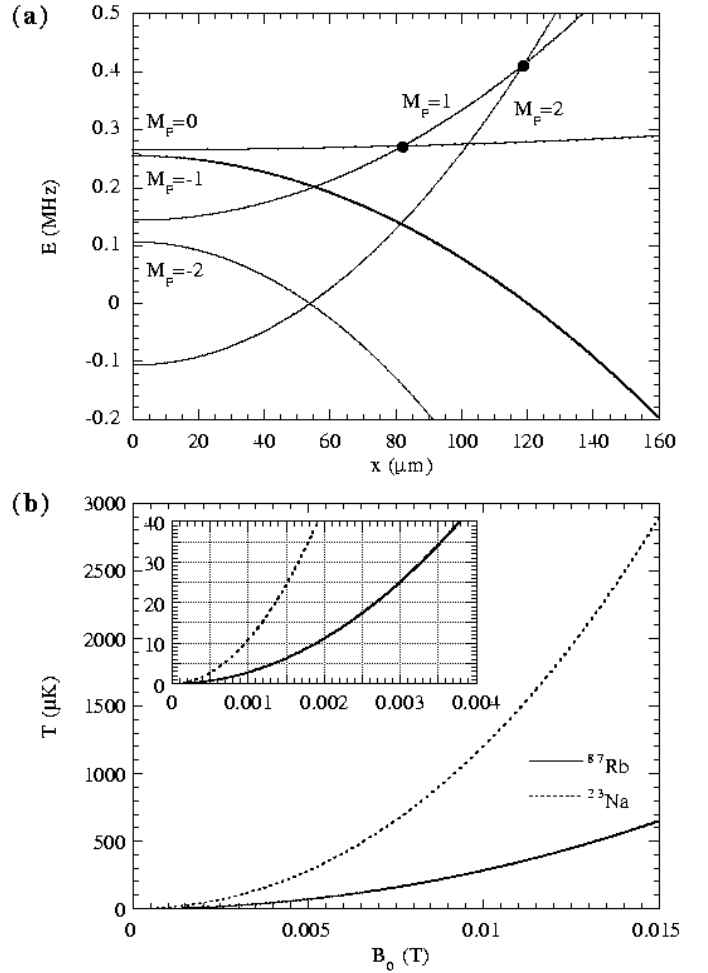 (a)
0.5
0.4
0.3
0.2
0.1
0
-0.1
-0.2
E (MHz)
M_F=0
M_F=1
M_F=2
M_F=-1
M_F=-2
0 20 40 60 80 100 120 140 160
x (μm)
(b)
3000
2500
2000
1500
1000
500
0
T (μK)
40
30
20
10
0
0 0.001 0.002 0.003 0.004
⁸⁷Rb
²³Na
0 0.005 0.01 0.015
B₀ (T)